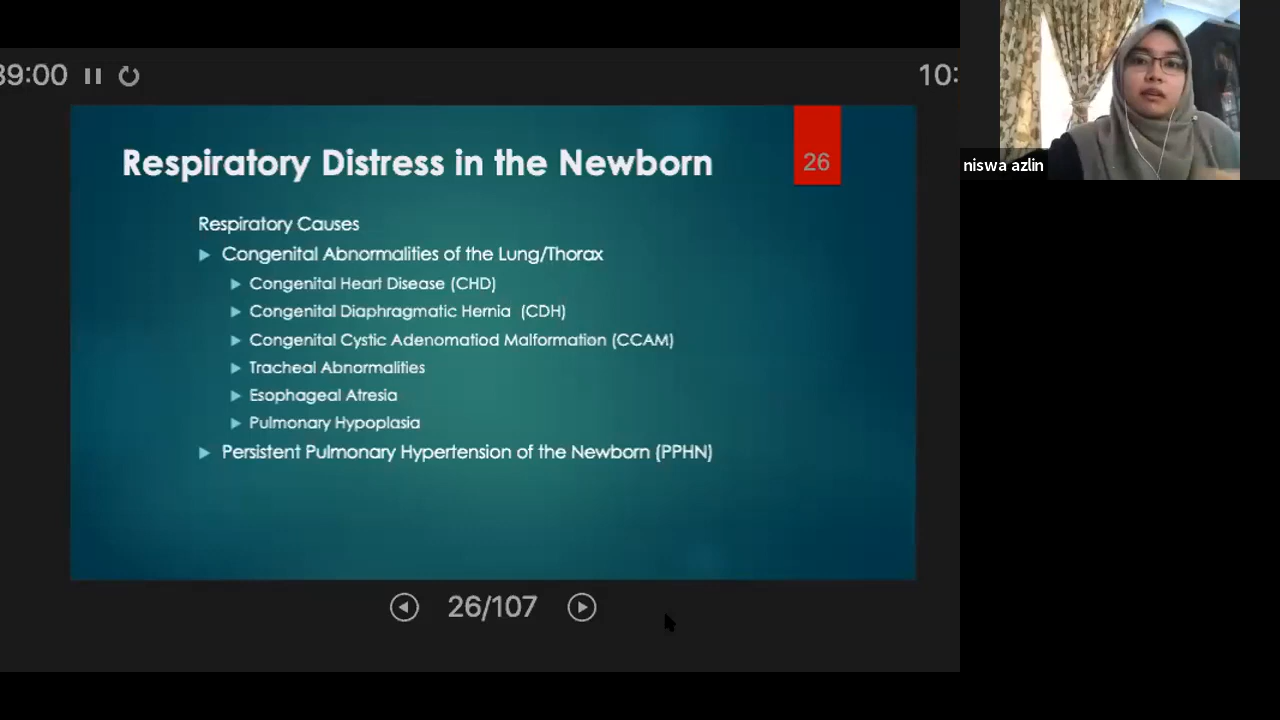 39:00
10:
Respiratory Distress in the Newborn
26
Respiratory Causes
Congenital Abnormalities of the Lung/Thorax
Congenital Heart Disease (CHD)
Congenital Diaphragmatic Hernia (CDH)
Congenital Cystic Adenomatiod Malformation (CCAM)
Tracheal Abnormalities
Esophageal Atresia
Pulmonary Hypoplasia
Persistent Pulmonary Hypertension of the Newborn (PPHN)
26/107
niswa azlin